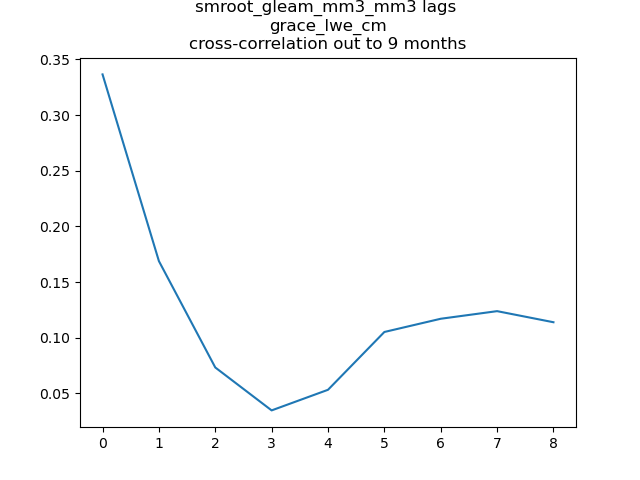 smroot_gleam_mm3_mm3 lags
grace_lwe_cm
cross-correlation out to 9 months
0.35
0.30
0.25
0.20
0.15
0.10
0.05
0 1 2 3 4 5 6 7 8